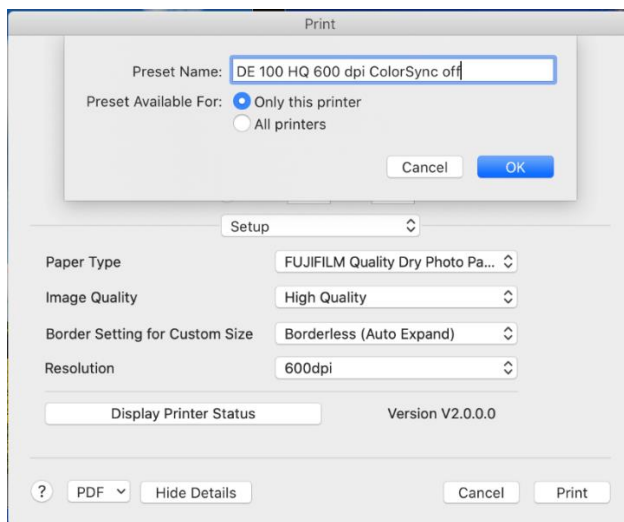 Print
Preset Name: DE 100 HQ 600 dpi ColorSync off
Preset Available For: Only this printer
All printers
Cancel OK
Setup
Paper Type FUJIFILM Quality Dry Photo Pa...
Image Quality High Quality
Border Setting for Custom Size Borderless (Auto Expand)
Resolution 600dpi
Display Printer Status Version V2.0.0.0
? PDF Hide Details Cancel Print